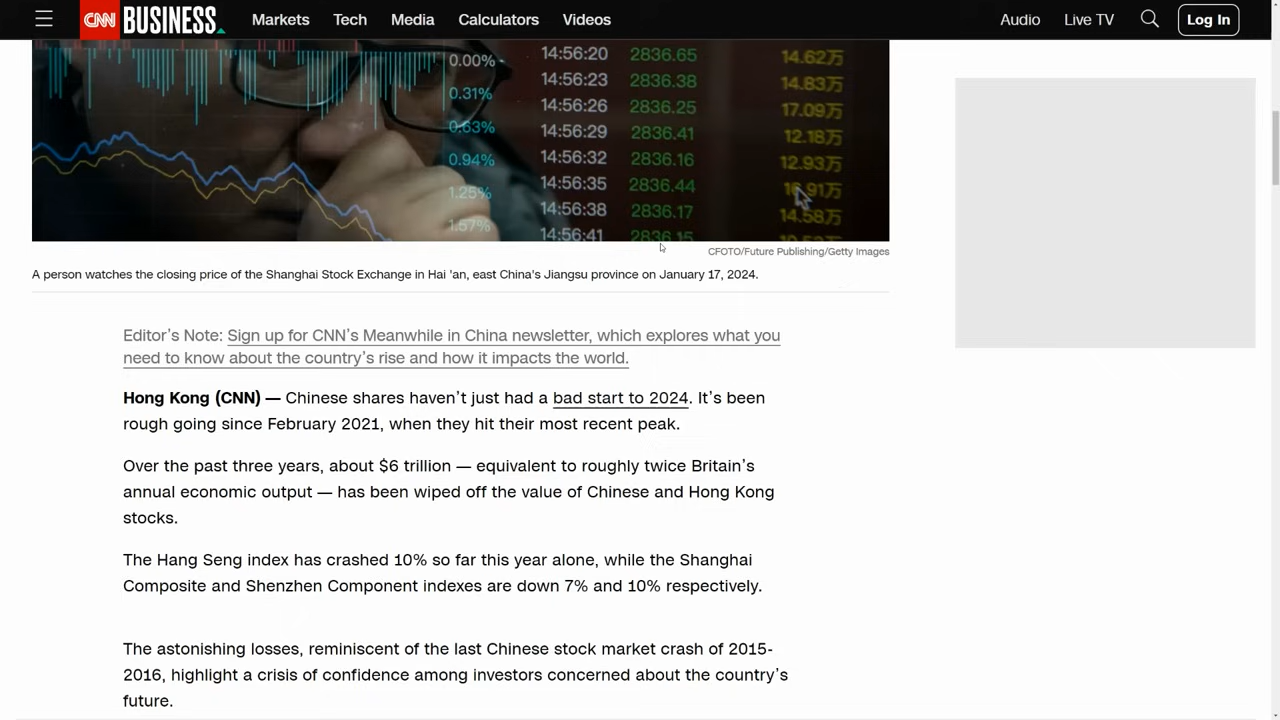 CNN BUSINESS Markets Tech Media Calculators Videos Audio Live TV Log In
0.00% 14:56:20 2836.65 14.62万
0.31% 14:56:23 2836.38 14.83万
14:56:26 2836.25 17.09万
0.63% 14:56:29 2836.41 12.18万
0.94% 14:56:32 2836.16 12.93万
1.25% 14:56:35 2836.44
14:56:38 2836.17 14.58万
1.57% 14:56:41 2836.15
CFOTO/Future Publishing/Getty Images
A person watches the closing price of the Shanghai Stock Exchange in Hai 'an, east China's Jiangsu province on January 17, 2024.
Editor’s Note: Sign up for CNN’s Meanwhile in China newsletter, which explores what you
need to know about the country’s rise and how it impacts the world.
Hong Kong (CNN) — Chinese shares haven’t just had a bad start to 2024. It’s been
rough going since February 2021, when they hit their most recent peak.
Over the past three years, about $6 trillion — equivalent to roughly twice Britain’s
annual economic output — has been wiped off the value of Chinese and Hong Kong
stocks.
The Hang Seng index has crashed 10% so far this year alone, while the Shanghai
Composite and Shenzhen Component indexes are down 7% and 10% respectively.
The astonishing losses, reminiscent of the last Chinese stock market crash of 2015-
2016, highlight a crisis of confidence among investors concerned about the country’s
future.